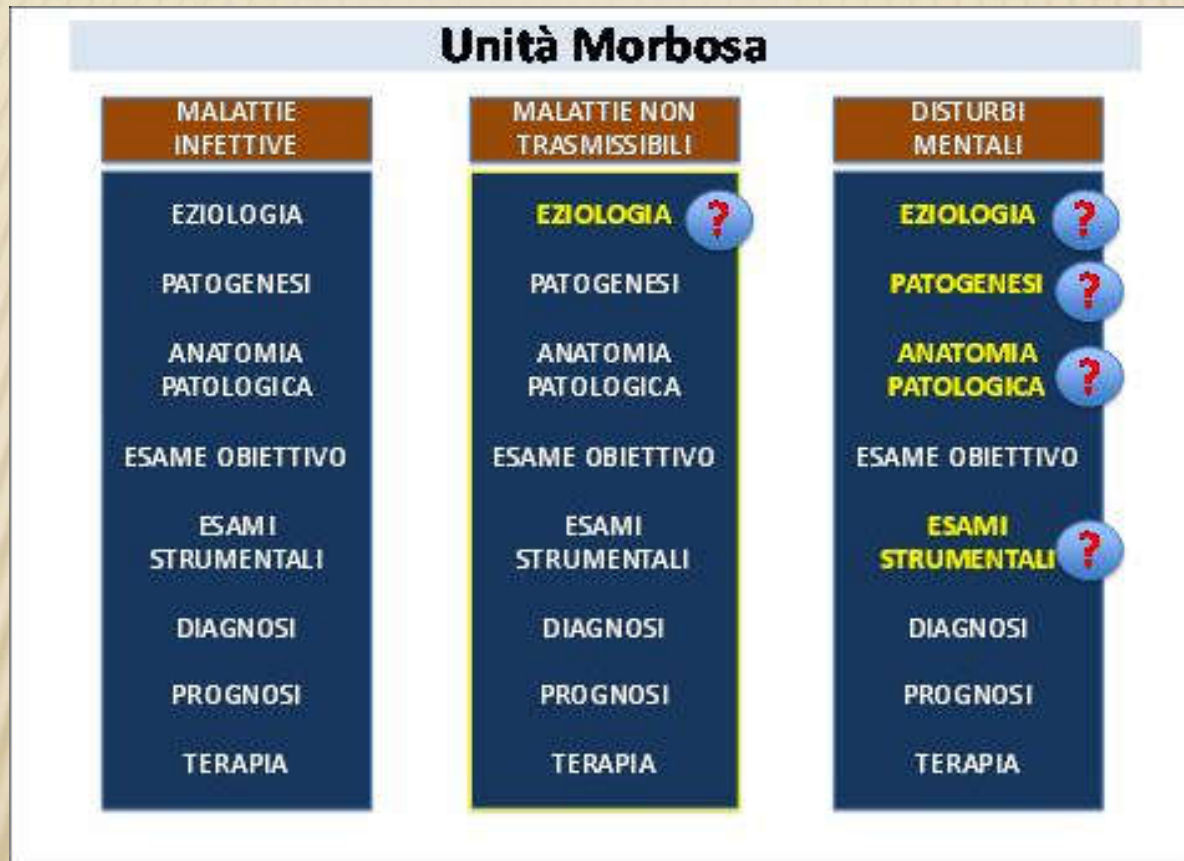 Unità Morbosa
MALATTIE
INFETTIVE
EZIOLOGIA
PATOGENESI
ANATOMIA
PATOLOGICA
ESAME OBIETTIVO
ESAMI
STRUMENTALI
DIAGNOSI
PROGNOSI
TERAPIA
MALATTIE NON
TRASMISSIBILI
EZIOLOGIA ?
PATOGENESI
ANATOMIA
PATOLOGICA
ESAME OBIETTIVO
ESAMI
STRUMENTALI
DIAGNOSI
PROGNOSI
TERAPIA
DISTURBI
MENTALI
EZIOLOGIA ?
PATOGENESI ?
ANATOMIA
PATOLOGICA ?
ESAME OBIETTIVO
ESAMI
STRUMENTALI ?
DIAGNOSI
PROGNOSI
TERAPIA